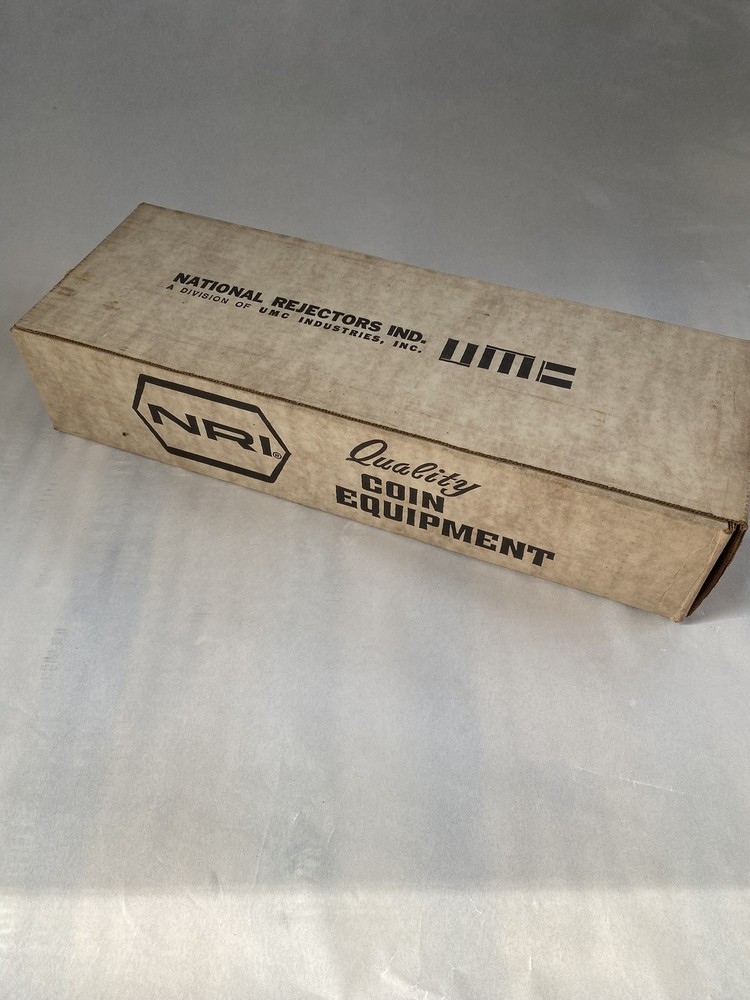 NATIONAL REJECTORS IND.
A DIVISION OF UMC INDUSTRIES, INC.
umc
NRI®
Quality
COIN
EQUIPMENT